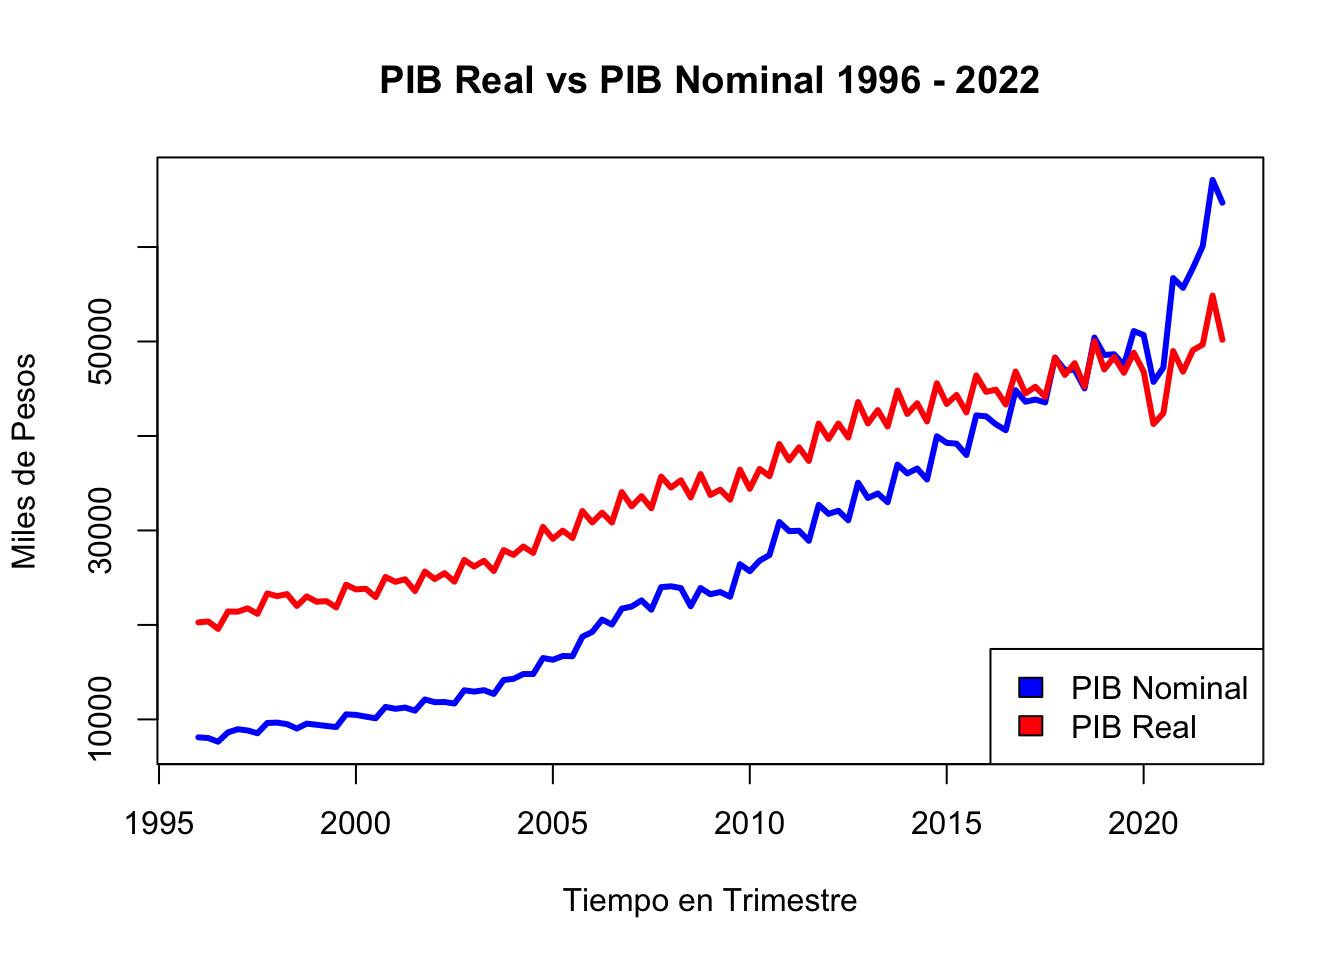 PIB Real vs PIB Nominal 1996 - 2022
Miles de Pesos
50000
30000
10000
PIB Nominal
PIB Real
1995 2000 2005 2010 2015 2020
Tiempo en Trimestre